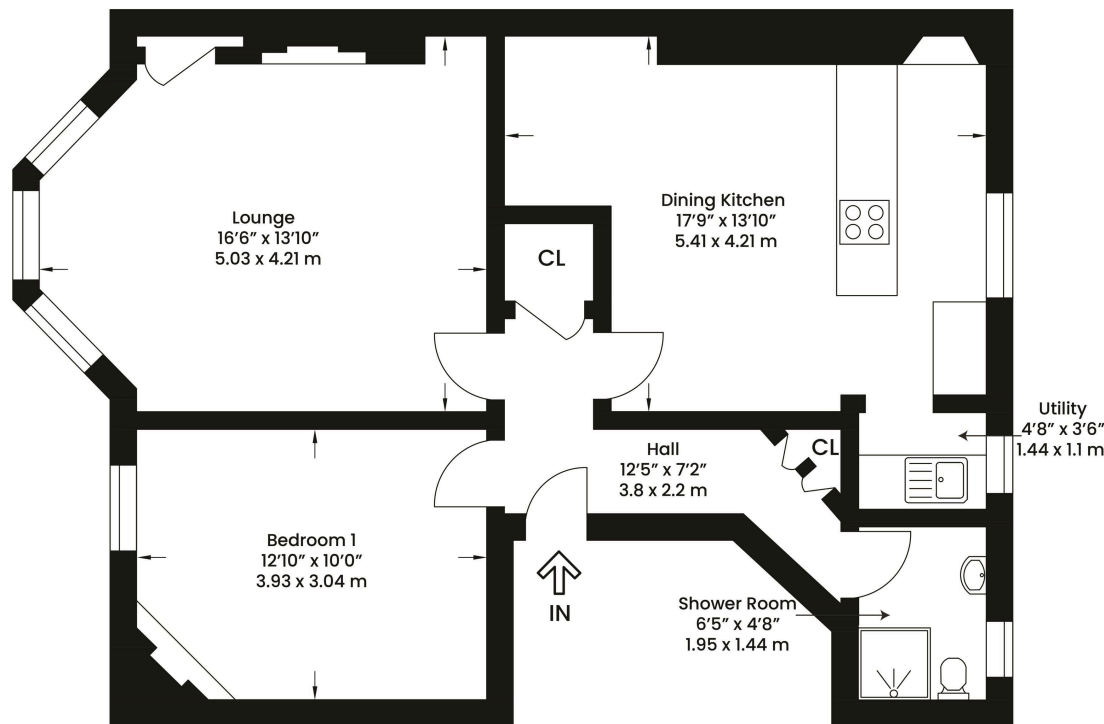 Lounge
16’6” x 13’10”
5.03 x 4.21 m
CL
Dining Kitchen
17’9” x 13’10”
5.41 x 4.21 m
Utility
4’8” x 3’6”
1.44 x 1.1 m
Hall
12’5” x 7’2”
3.8 x 2.2 m
CL
Bedroom 1
12’10” x 10’0”
3.93 x 3.04 m
IN
Shower Room
6’5” x 4’8”
1.95 x 1.44 m